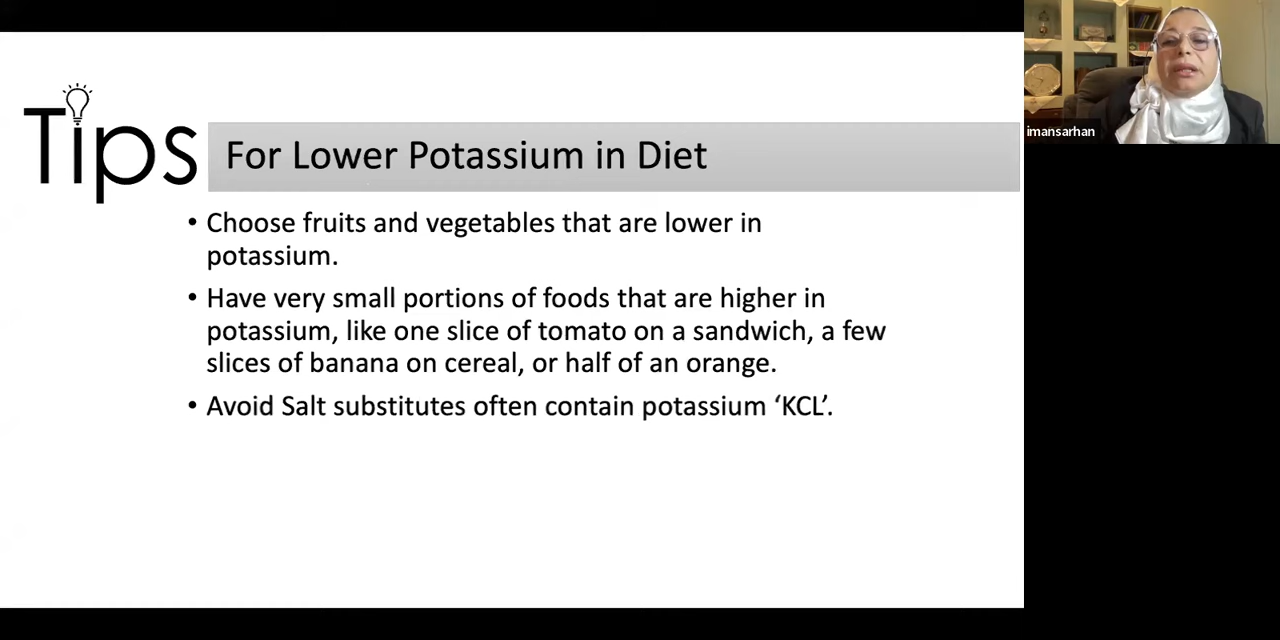 Tips
For Lower Potassium in Diet
• Choose fruits and vegetables that are lower in
potassium.
• Have very small portions of foods that are higher in
potassium, like one slice of tomato on a sandwich, a few
slices of banana on cereal, or half of an orange.
• Avoid Salt substitutes often contain potassium ‘KCL’.
imansarhan